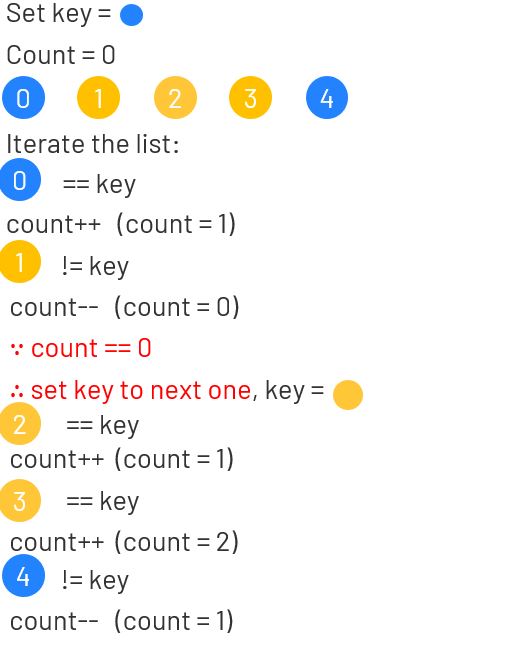 Set key =
Count = 0
0 1 2 3 4
Iterate the list:
0 == key
count++ (count = 1)
1 != key
count-- (count = 0)
∵ count == 0
∴ set key to next one, key =
2 == key
count++ (count = 1)
3 == key
count++ (count = 2)
4 != key
count-- (count = 1)